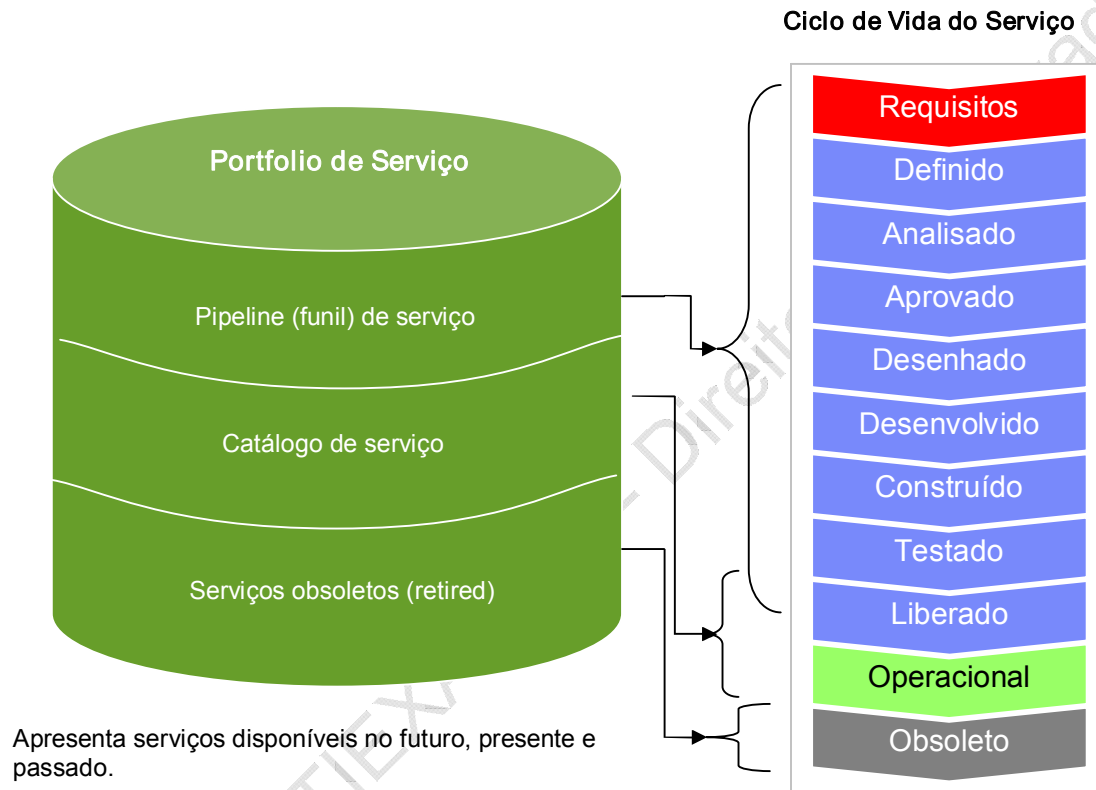 Ciclo de Vida do Serviço
Portfolio de Serviço
Pipeline (funil) de serviço
Catálogo de serviço
Serviços obsoletos (retired)
Requisitos
Definido
Analisado
Aprovado
Desenhado
Desenvolvido
Construído
Testado
Liberado
Operacional
Obsoleto
Apresenta serviços disponíveis no futuro, presente e
passado.